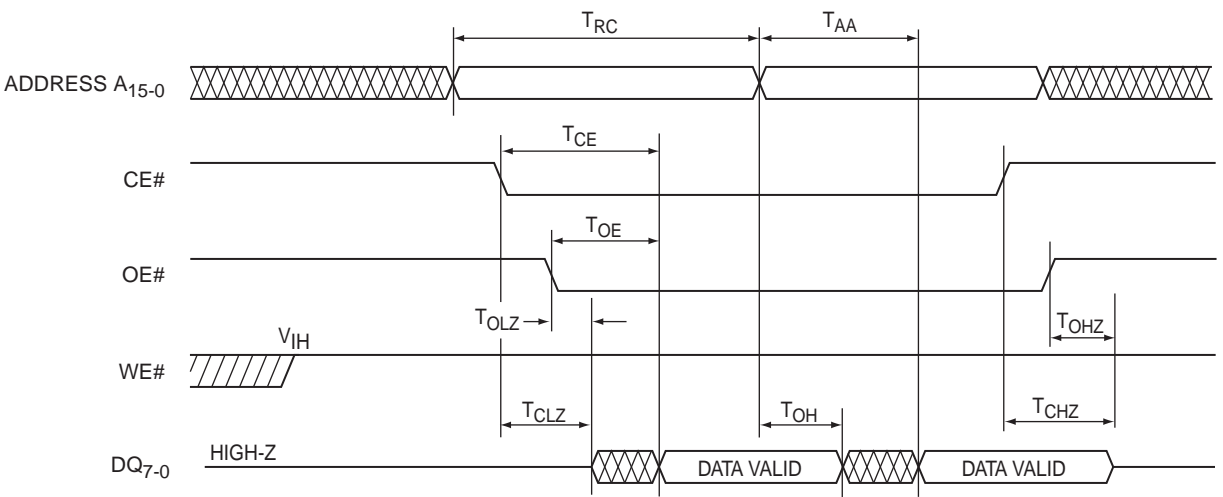 TRC TAA
ADDRESS A15-0
TCE
CE#
TOE
OE#
TOLZ
TOHZ
VIH
WE#
TCLZ TOH TCHZ
HIGH-Z
DQ7-0 DATA VALID DATA VALID